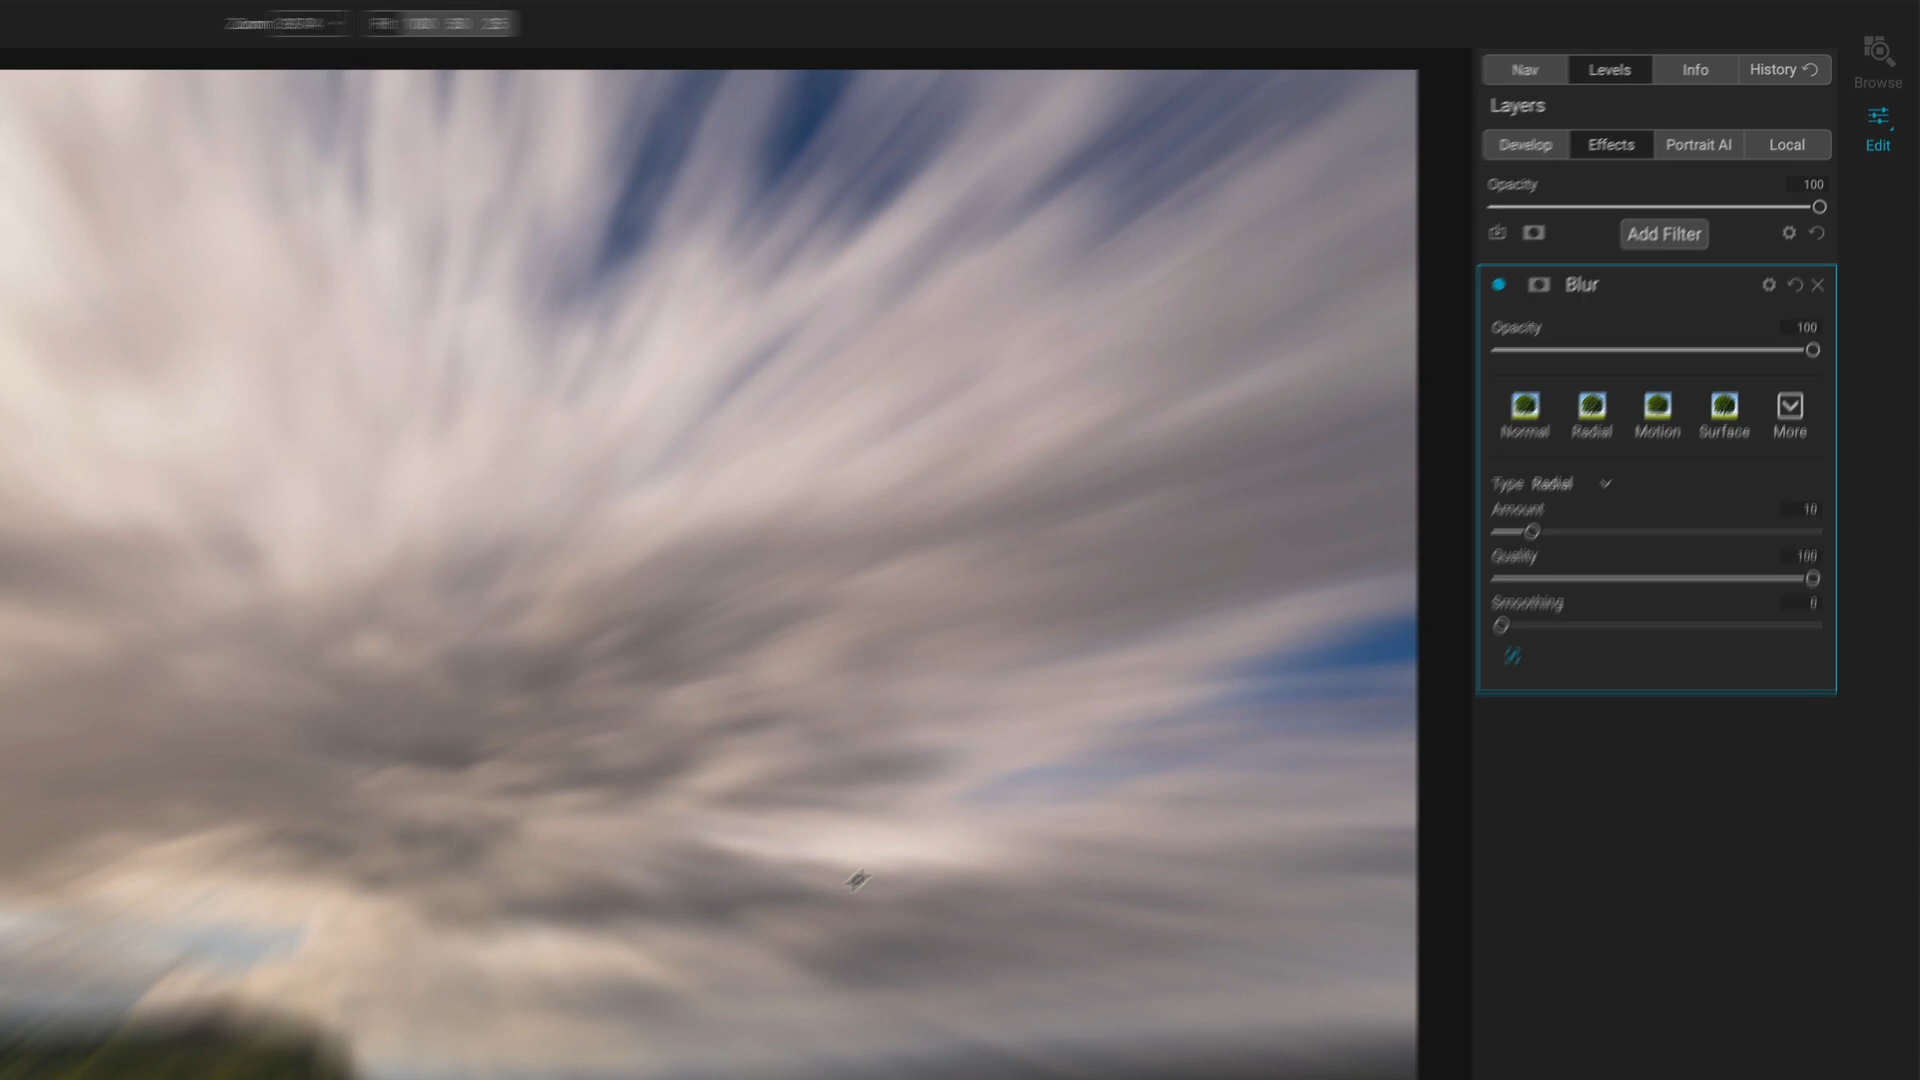 Nav Levels Info History
Browse
Layers
Edit
Develop Effects Portrait AI Local
Opacity 100
Add Filter
Blur
Opacity 100
Normal Radial Motion Surface More
Type Radial
Amount 10
Quality 100
Smoothing 0